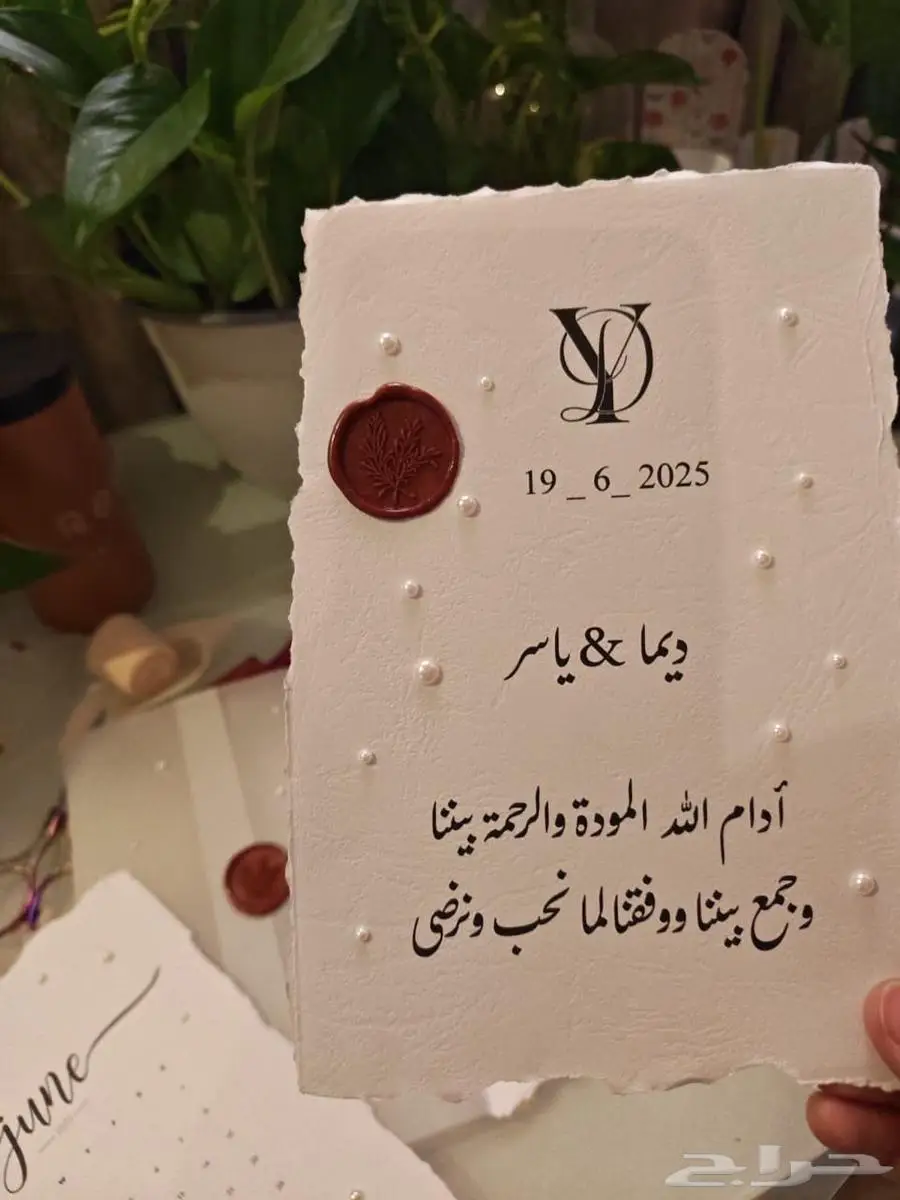 YD
19 _ 6 _ 2025
ديما & ياسر
أدام الله المودة والرحمة بيننا
وجمع بيننا ووفقنا لما نحب ونرضى
june
حراج